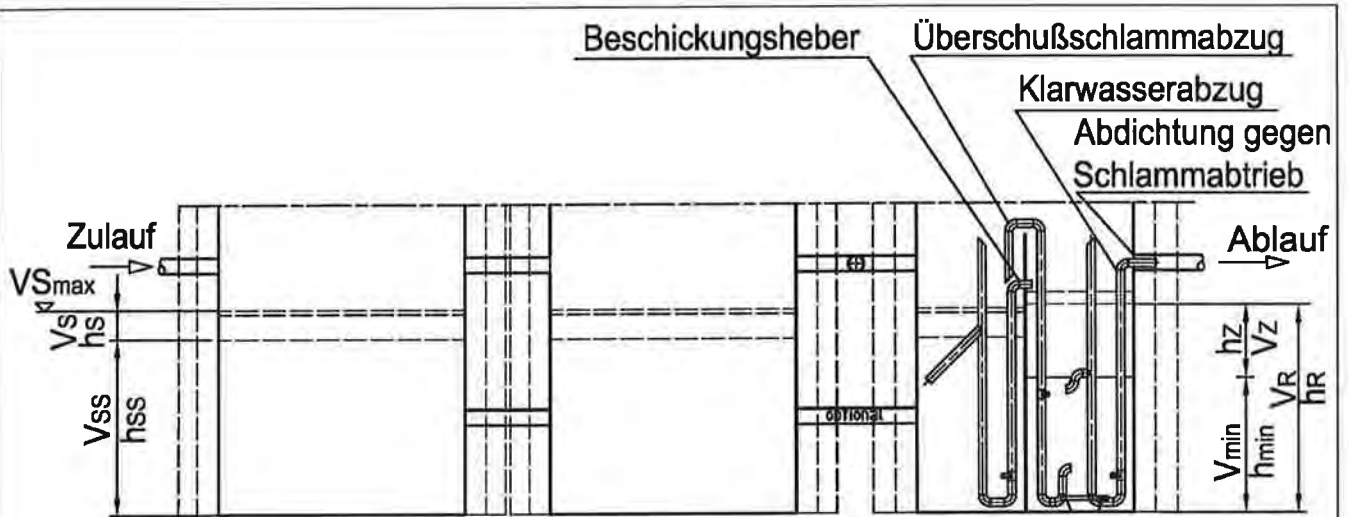 Beschickungsheber
Überschußschlammabzug
Klarwasserabzug
Abdichtung gegen
Schlammabtrieb
Zulauf
Ablauf
VSmax
VS
hS
VSS
hSS
optional
hZ
VZ
VR
hR
Vmin
hmin